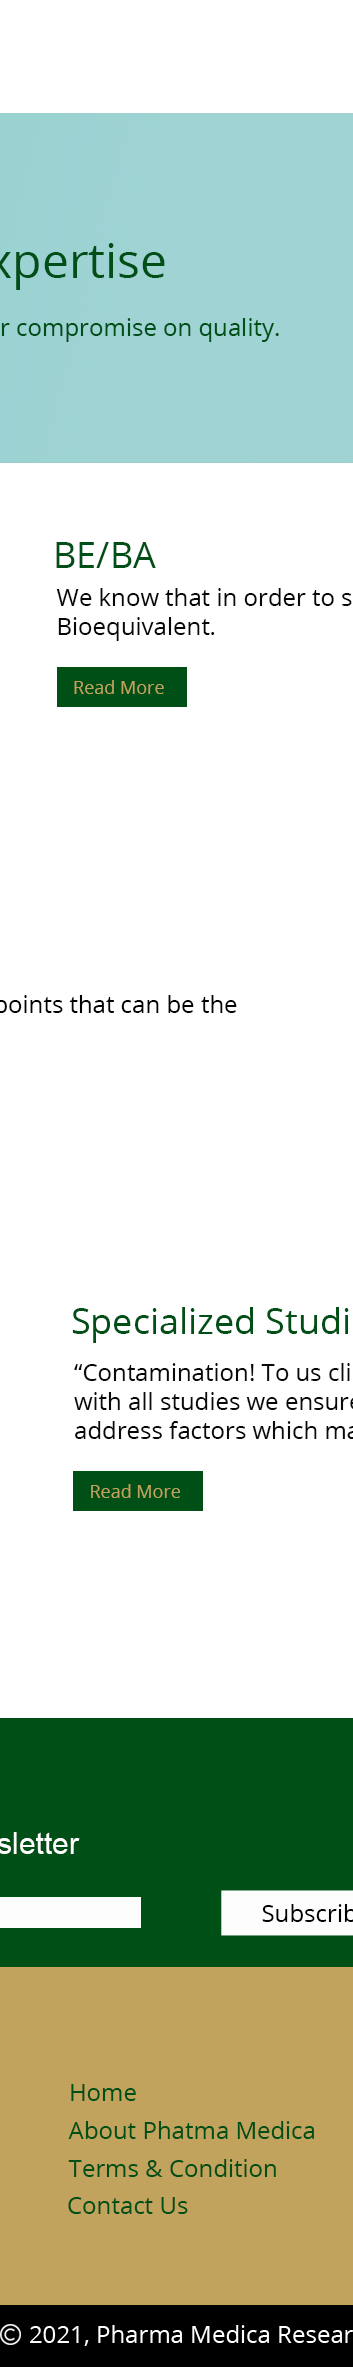 xpertise
r compromise on quality.
BE/BA
We know that in order to s
Bioequivalent.
Read More
points that can be the
Specialized Studi
“Contamination! To us cli
with all studies we ensure
address factors which ma
Read More
sletter
Subscrib
Home
About Phatma Medica
Terms & Condition
Contact Us
© 2021, Pharma Medica Resear